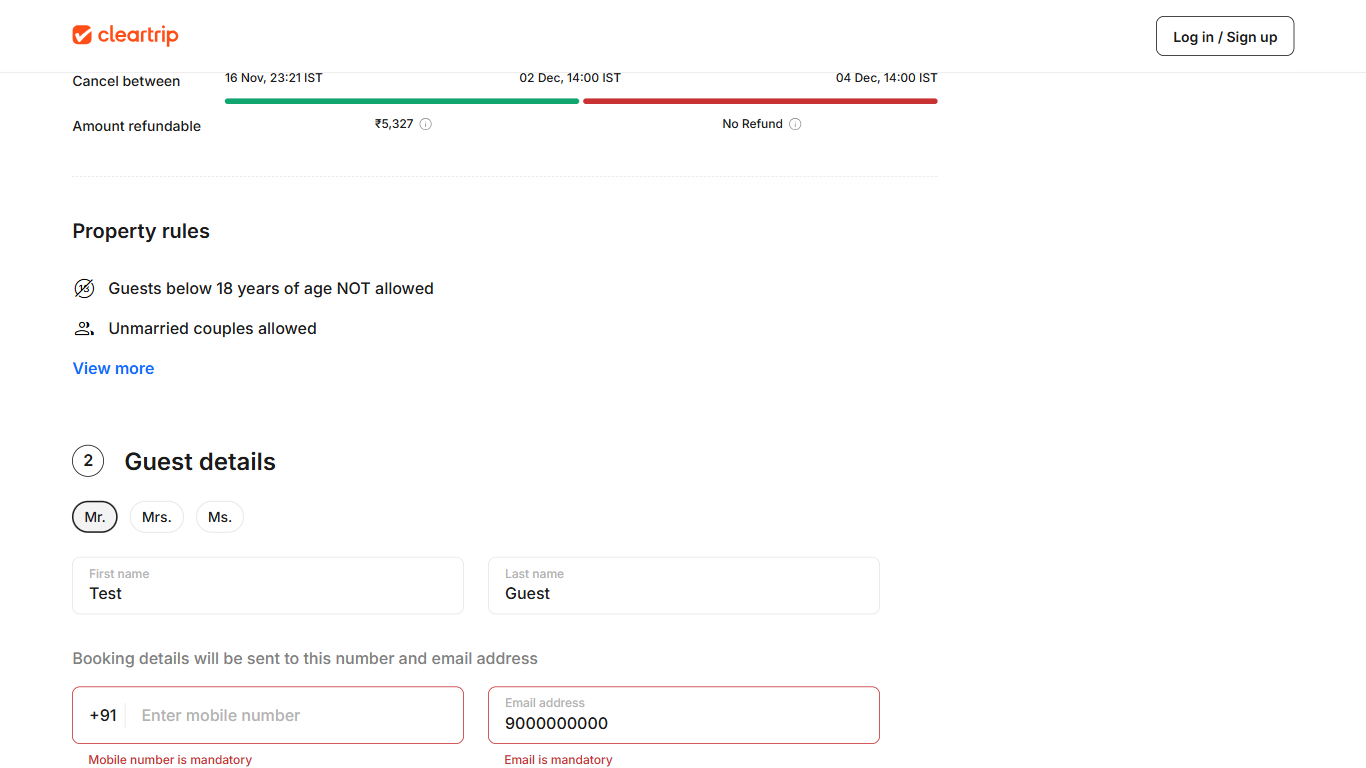 cleartrip
Log in / Sign up
Cancel between
16 Nov, 23:21 IST
02 Dec, 14:00 IST
04 Dec, 14:00 IST
Amount refundable
₹5,327
No Refund
Property rules
Guests below 18 years of age NOT allowed
Unmarried couples allowed
View more
2 Guest details
Mr. Mrs. Ms.
First name
Test
Last name
Guest
Booking details will be sent to this number and email address
+91 Enter mobile number
Mobile number is mandatory
Email address
9000000000
Email is mandatory